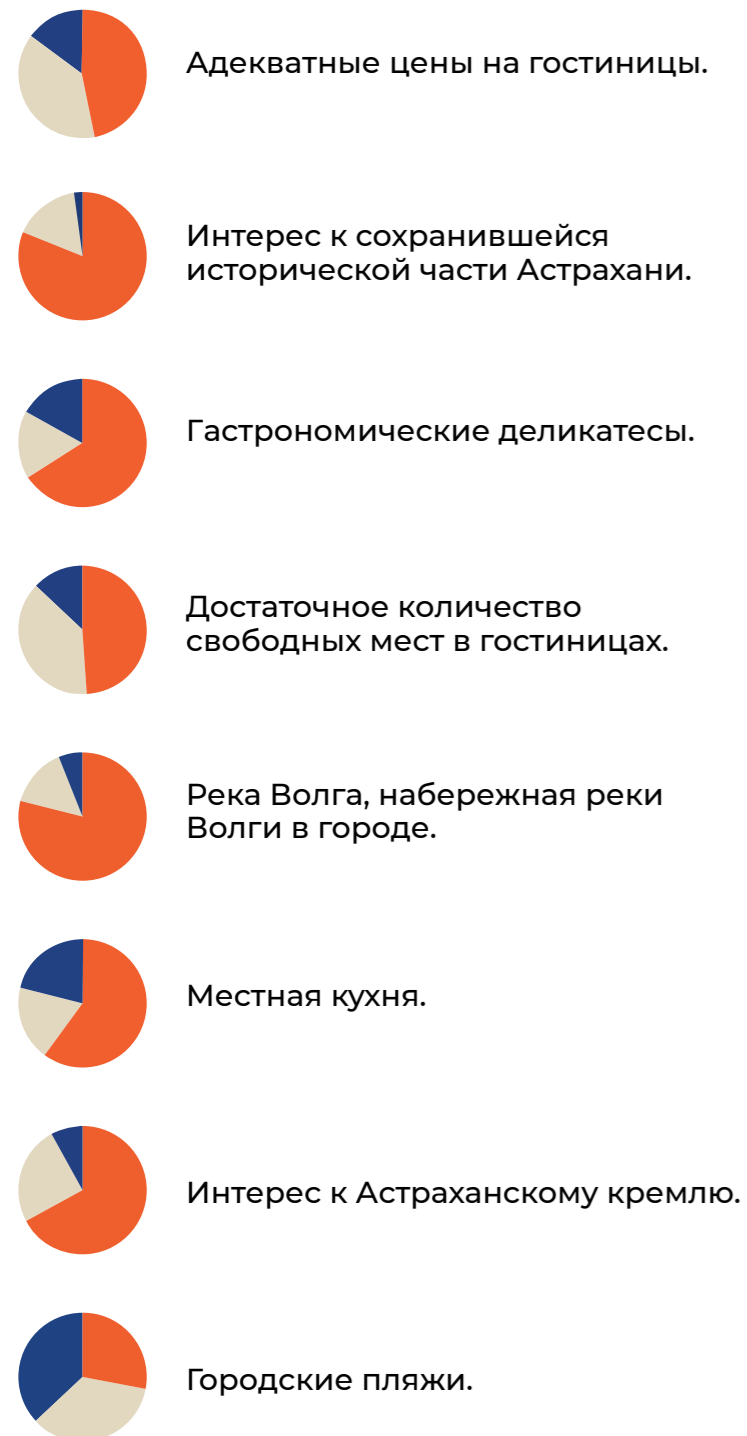 Адекватные цены на гостиницы.
Интерес к сохранившейся
исторической части Астрахани.
Гастрономические деликатесы.
Достаточное количество
свободных мест в гостиницах.
Река Волга, набережная реки
Волги в городе.
Местная кухня.
Интерес к Астраханскому кремлю.
Городские пляжи.